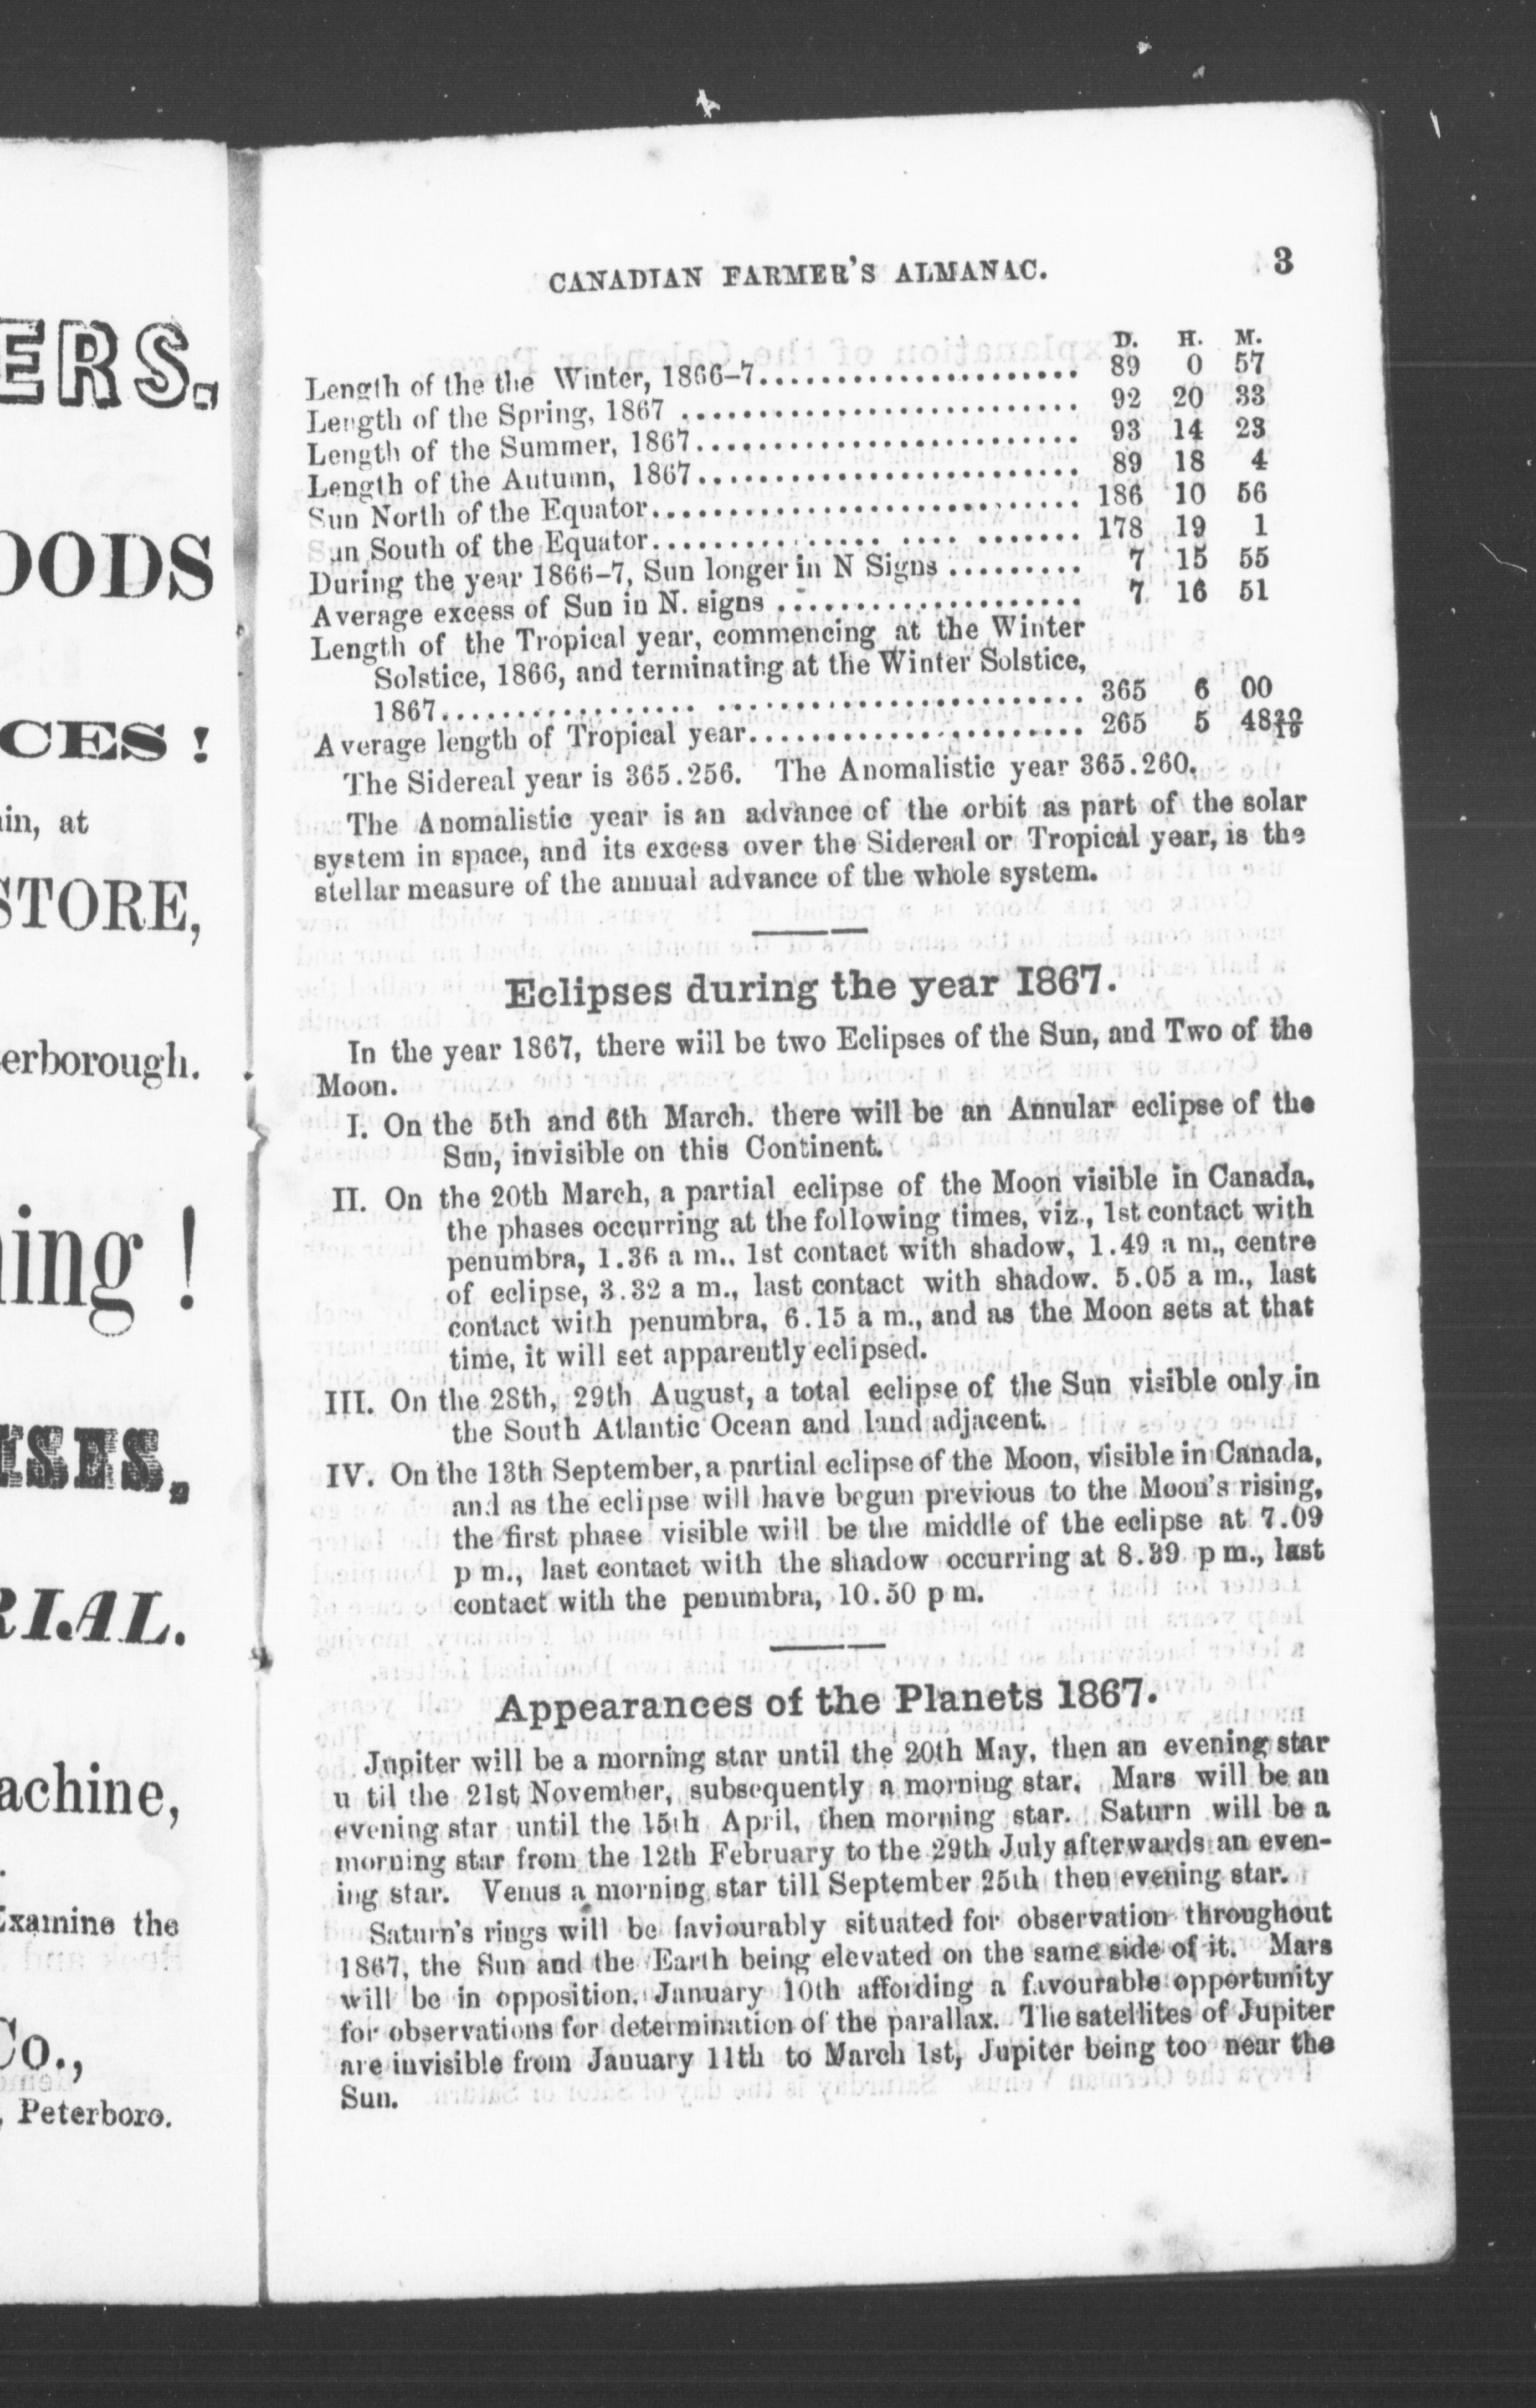 ERS.
OODS
CES !
in, at
STORE,
erborough.
ing !
ISES.
RIAL.
achine,
Examine the
Co.,
, Peterboro.
CANADIAN FARMER'S ALMANAC. 3
D. H. M.
Length of the the Winter, 1866-7..................... 89 0 57
Length of the Spring, 1867 .......................... 92 20 33
Length of the Summer, 1867......................... 93 14 23
Length of the Autumn, 1867......................... 89 18 4
Sun North of the Equator............................ 186 10 56
Sun South of the Equator............... .... ....... 178 19 1
During the year 1866-7, Sun longer in N Signs ......... 7 15 55
Average excess of Sun in N. signs .................... 7 16 51
Length of the Tropical year, commencing at the Winter
Solstice, 1866, and terminating at the Winter Solstice,
1867................. ........................ 365 6 00
Average length of Tropical year...................... 265 5 48
The Sidereal year is 365.256. The Anomalistic year 365.260.
The Anomalistic year is an advance of the orbit as part of the solar
system in space, and its excess over the Sidereal or Tropical year, is the
stellar measure of the annual advance of the whole system.
Eclipses during the year 1867.
In the year 1867, there will be two Eclipses of the Sun, and Two of the
Moon.
I. On the 5th and 6th March. there will be an Annular eclipse of the
Sun, invisible on this Continent.
II. On the 20th March, a partial eclipse of the Moon visible in Canada,
the phases occurring at the following times, viz., 1st contact with
penumbra, 1.36 a m.. 1st contact with shadow, 1.49 a m., centre
of eclipse, 3.32 a m., last contact with shadow. 5.05 a m., last
contact with penumbra, 6.15 a m., and as the Moon sets at that
time, it will set apparently eclipsed.
III. On the 28th, 29th August, a total eclipse of the Sun visible only in
the South Atlantic Ocean and land adjacent.
IV. On the 13th September, a partial eclipse of the Moon, visible in Canada,
and as the eclipse will have begun previous to the Moon's rising,
the first phase visible will be the middle of the eclipse at 7.09
p m., last contact with the shadow occurring at 8.39 p m., last
contact with the penumbra, 10.50 p m.
Appearances of the Planets 1867.
Jupiter will be a morning star until the 20th May, then an evening star
u til the 21st November, subsequently a morning star. Mars will be an
evening star until the 15th April, then morning star. Saturn will be a
morning star from the 12th February to the 29th July afterwards an even-
ing star. Venus a morning star till September 25th then evening star.
Saturn's rings will be faviourably situated for observation throughout
1867, the Sun and the Earth being elevated on the same side of it. Mars
will be in opposition, January 10th affording a favourable opportunity
for observations for determination of the parallax. The satellites of Jupiter
are invisible from January 11th to March 1st, Jupiter being too near the
Sun.